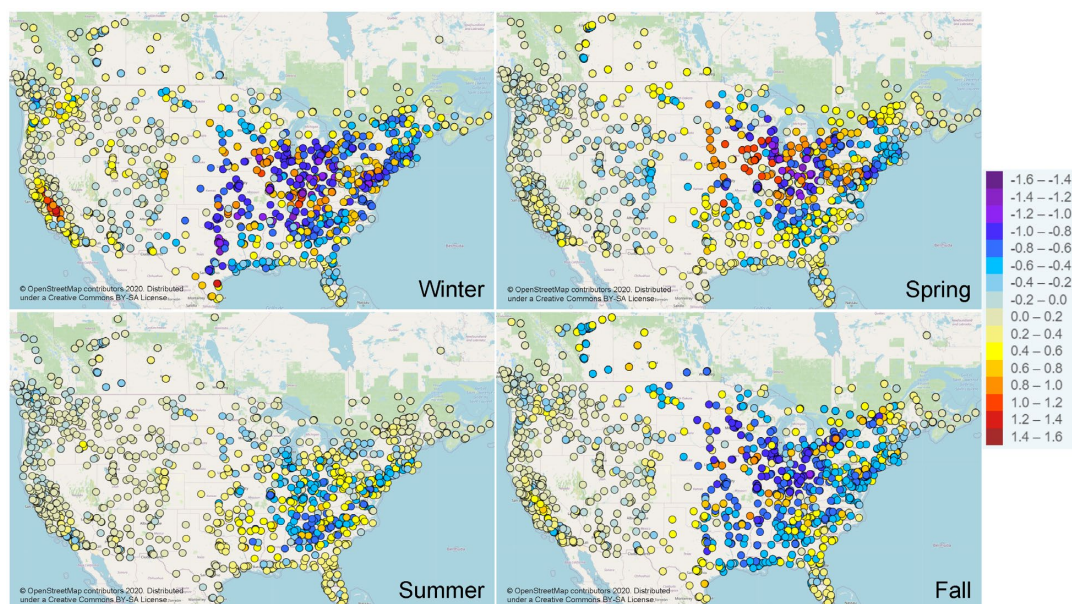 © OpenStreetMap contributors 2020. Distributed
under a Creative Commons BY-SA License.
Winter
© OpenStreetMap contributors 2020. Distributed
under a Creative Commons BY-SA License.
Spring
-1.6 – -1.4
-1.4 – -1.2
-1.2 – -1.0
-1.0 – -0.8
-0.8 – -0.6
-0.6 – -0.4
-0.4 – -0.2
-0.2 – 0.0
0.0 – 0.2
0.2 – 0.4
0.4 – 0.6
0.6 – 0.8
0.8 – 1.0
1.0 – 1.2
1.2 – 1.4
1.4 – 1.6
© OpenStreetMap contributors 2020. Distributed
under a Creative Commons BY-SA License.
Summer
© OpenStreetMap contributors 2020. Distributed
under a Creative Commons BY-SA License.
Fall